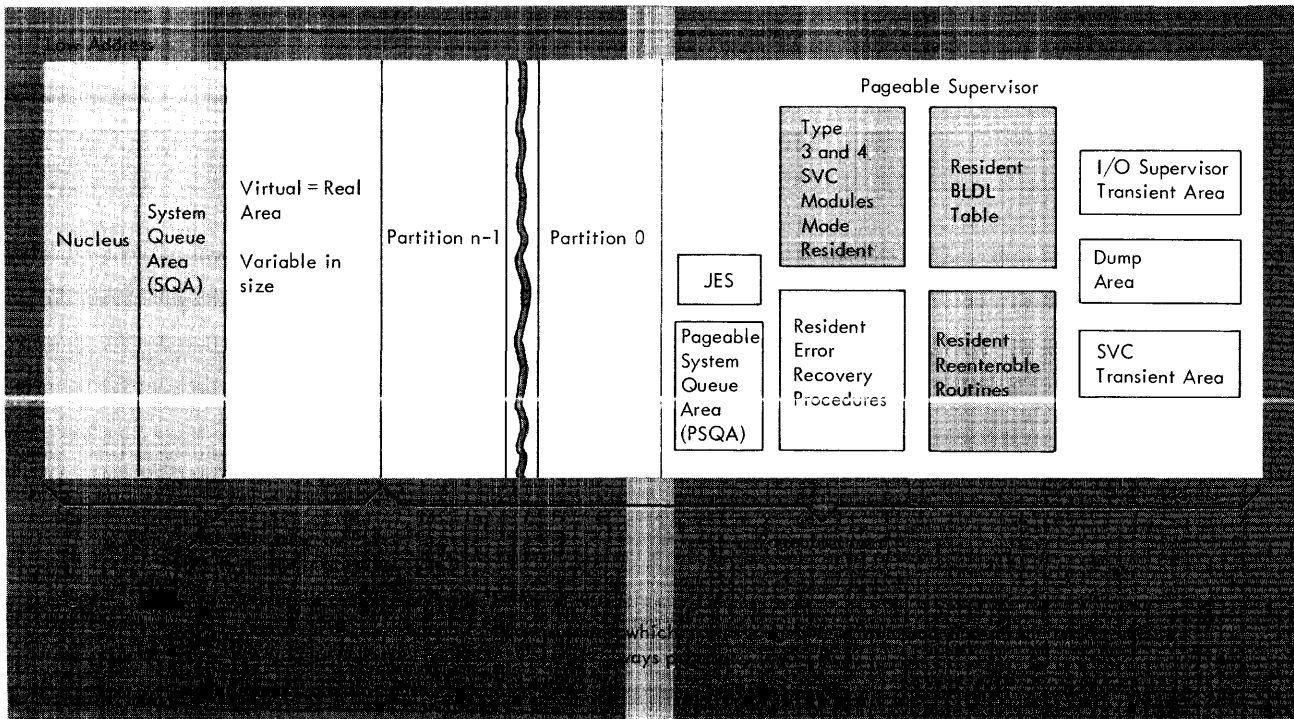 Low Address
Pageable Supervisor
Nucleus
System
Queue
Area
(SQA)
Virtual = Real
Area
Variable in
size
Partition n-1
Partition 0
JES
Pageable
System
Queue
Area
(PSQA)
Type
3 and 4
SVC
Modules
Made
Resident
Resident
Error
Recovery
Procedures
Resident
BLDL
Table
Resident
Reenterable
Routines
I/O Supervisor
Transient Area
Dump
Area
SVC
Transient Area
which